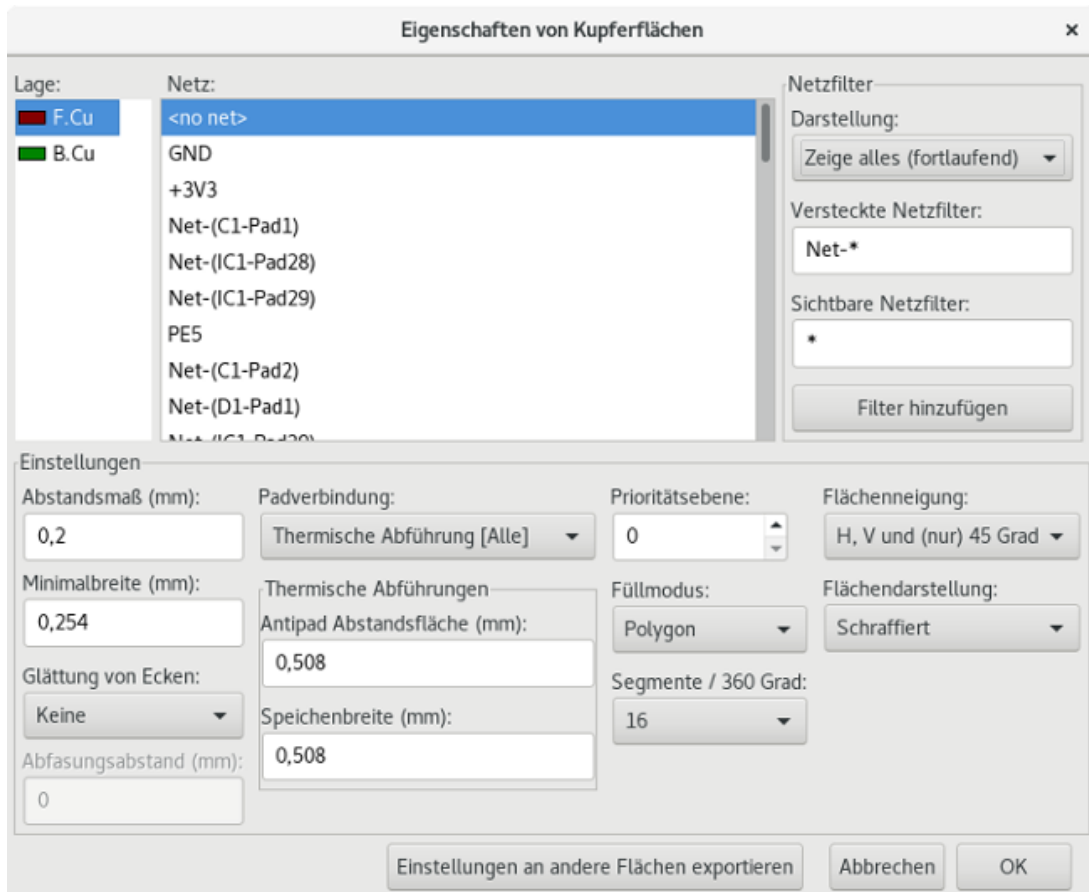 Eigenschaften von Kupferflächen ×
Lage:
F.Cu
B.Cu
Netz:
<no net>
GND
+3V3
Net-(C1-Pad1)
Net-(IC1-Pad28)
Net-(IC1-Pad29)
PE5
Net-(C1-Pad2)
Net-(D1-Pad1)
Netzfilter
Darstellung:
Zeige alles (fortlaufend)
Versteckte Netzfilter:
Net-*
Sichtbare Netzfilter:
*
Filter hinzufügen
Einstellungen
Abstandsmaß (mm):
0,2
Minimalbreite (mm):
0,254
Glättung von Ecken:
Keine
Abfasungsabstand (mm):
0
Padverbindung:
Thermische Abführung [Alle]
Thermische Abführungen
Antipad Abstandsfläche (mm):
0,508
Speichenbreite (mm):
0,508
Prioritätsebene:
0
Füllmodus:
Polygon
Segmente / 360 Grad:
16
Flächenneigung:
H, V und (nur) 45 Grad
Flächendarstellung:
Schraffiert
Einstellungen an andere Flächen exportieren
Abbrechen
OK